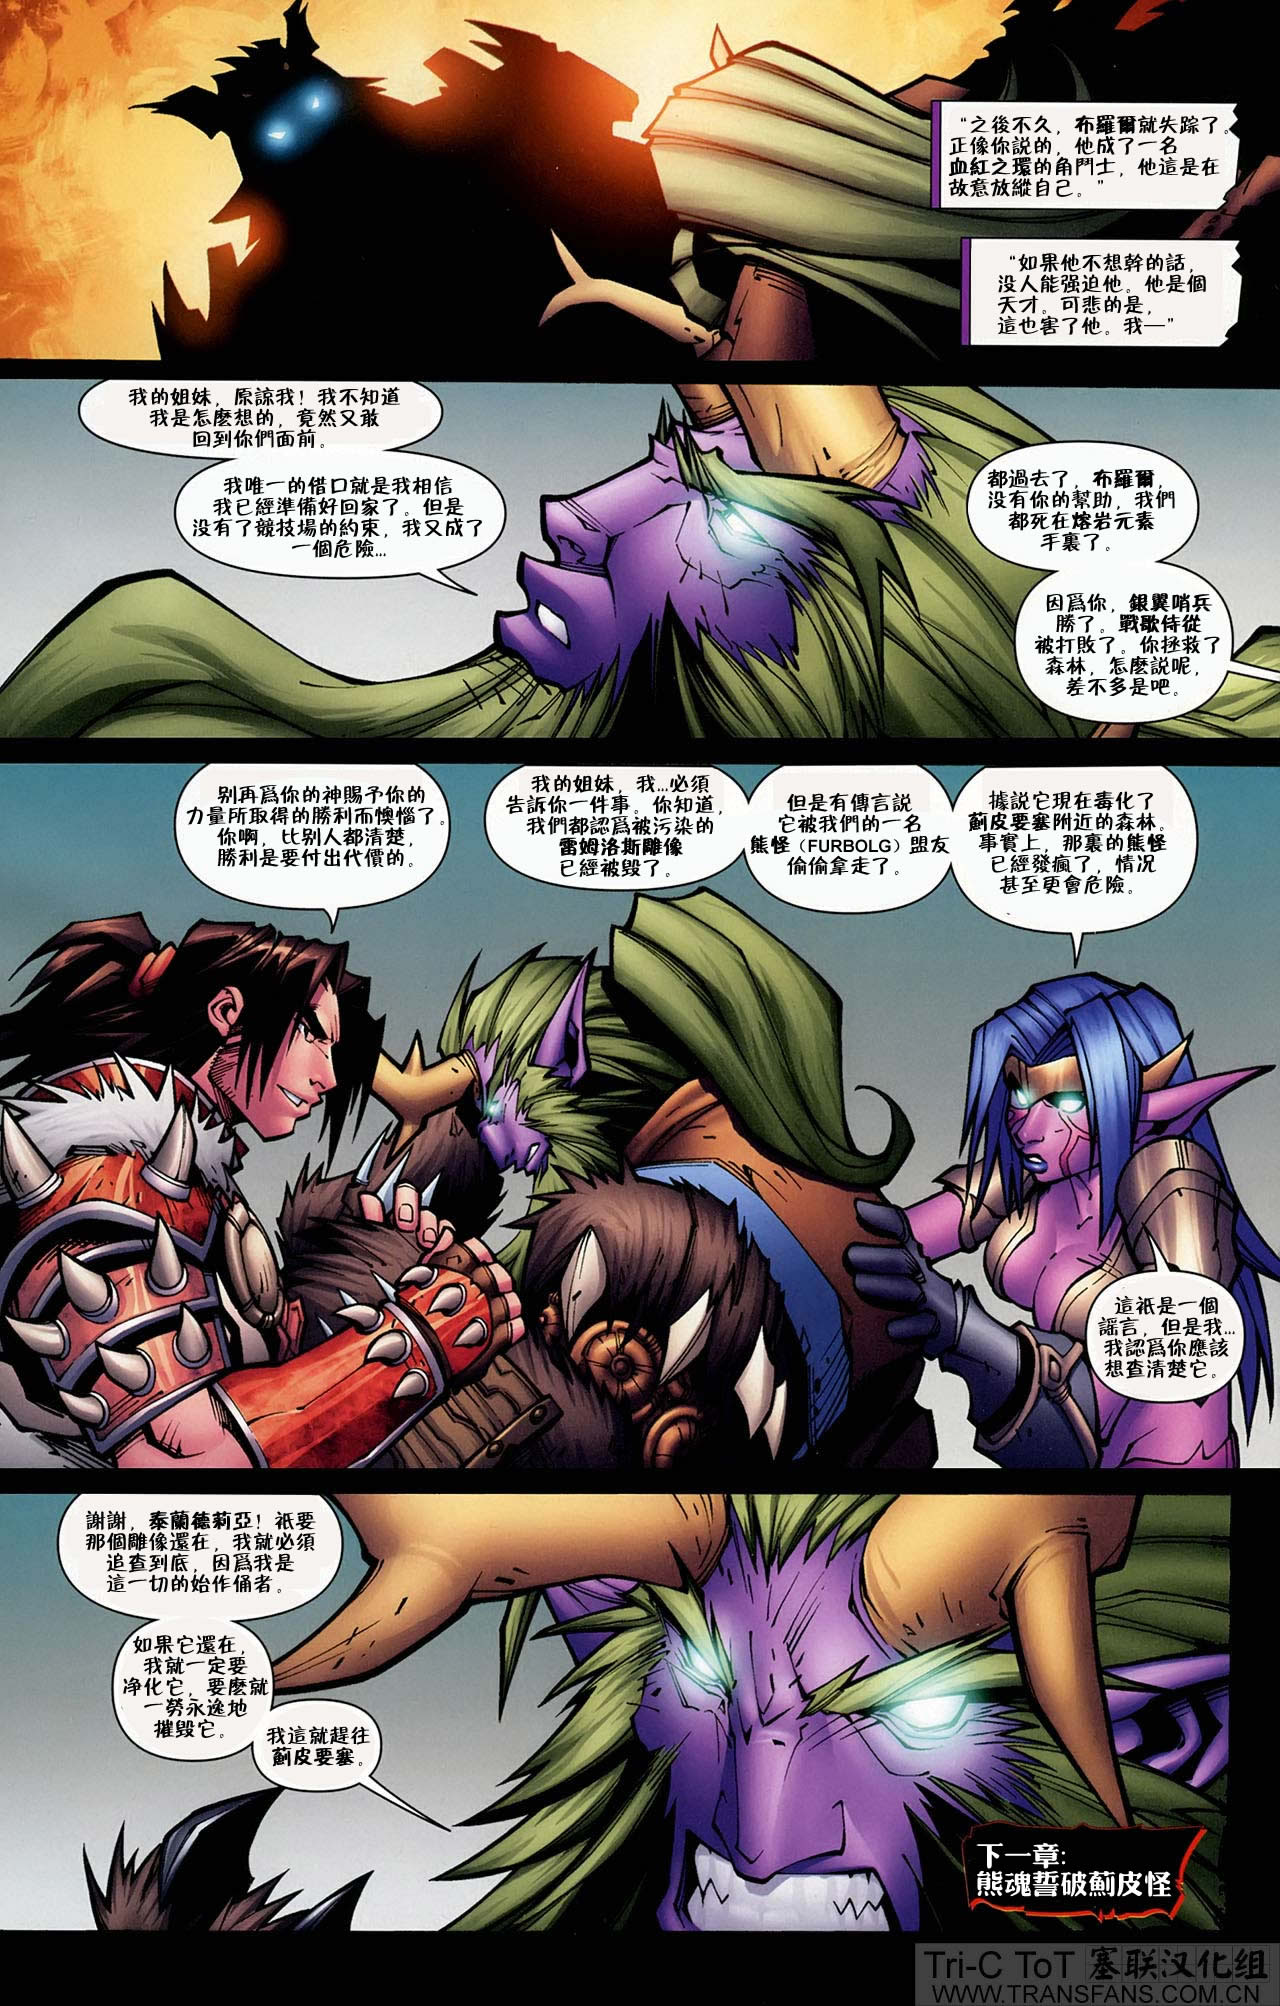 “之後不久，布羅爾就失踪了。
正像你説的，他成了一名
血紅之環的角鬥士，他這是在
故意放縱自己。”
“如果他不想幹的話，
没人能强迫他。他是個
天才。可悲的是，
這也害了他。我—”
我的姐妹，原諒我！我不知道
我是怎麽想的，竟然又敢
回到你們面前。
我唯一的借口就是我相信
我已經準備好回家了。但是
没有了競技場的約束，我又成了
一個危險...
都過去了，布羅爾，
没有你的幫助，我們
都死在熔岩元素
手裏了。
因爲你，銀翼哨兵
勝了。戰歌侍從
被打敗了。你拯救了
森林，怎麽説呢，
差不多是吧。
别再爲你的神賜予你的
力量所取得的勝利而懊惱了。
你啊，比别人都清楚，
勝利是要付出代價的。
我的姐妹，我...必須
告訴你一件事。你知道，
我們都認爲被污染的
雷姆洛斯雕像
已經被毁了。
但是有傳言説
它被我們的一名
熊怪（FURBOLG）盟友
偷偷拿走了。
據説它現在毒化了
薊皮要塞附近的森林。
事實上，那裏的熊怪
已經發瘋了，情况
甚至更會危險。
這衹是一個
謡言，但是我...
我認爲你應該
想查清楚它。
謝謝，泰蘭德莉亞！衹要
那個雕像還在，我就必須
追查到底，因爲我是
這一切的始作俑者。
如果它還在，
我就一定要
净化它，要麽就
一勞永逸地
摧毁它。
我這就趕往
薊皮要塞。
下一章:
熊魂誓破薊皮怪
Tri-C ToT 塞联汉化组
WWW.TRANSFANS.COM.CN